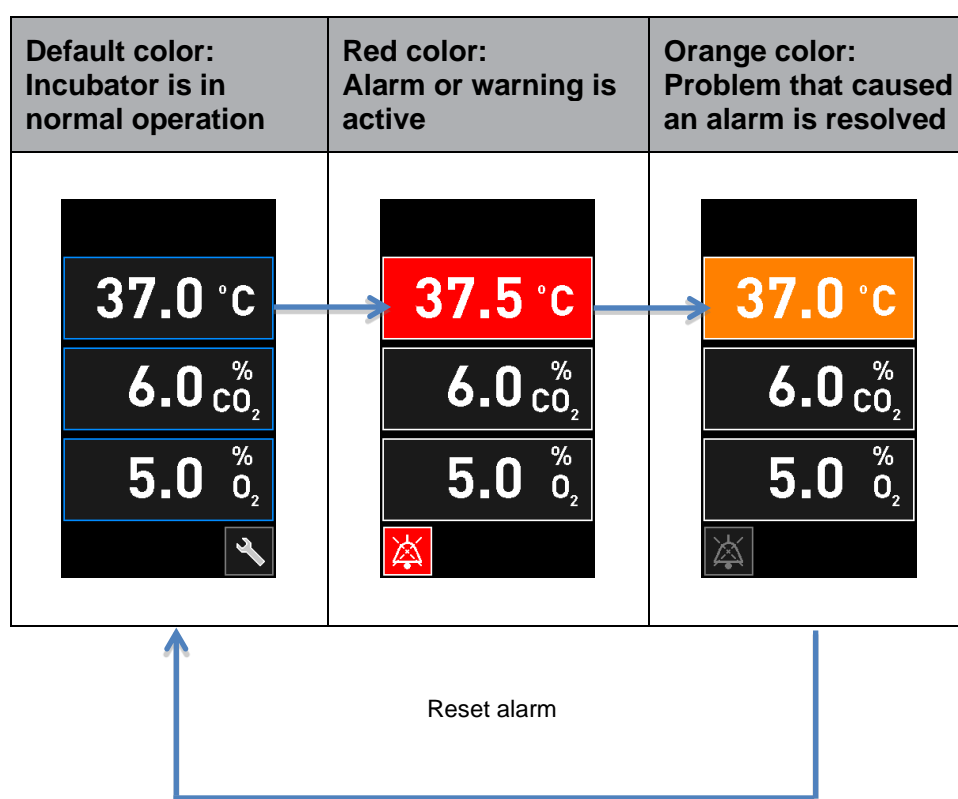 Default color:
Incubator is in
normal operation
Red color:
Alarm or warning is
active
Orange color:
Problem that caused
an alarm is resolved
37.0 °C
6.0 % CO₂
5.0 % O₂
37.5 °C
6.0 % CO₂
5.0 % O₂
37.0 °C
6.0 % CO₂
5.0 % O₂
Reset alarm